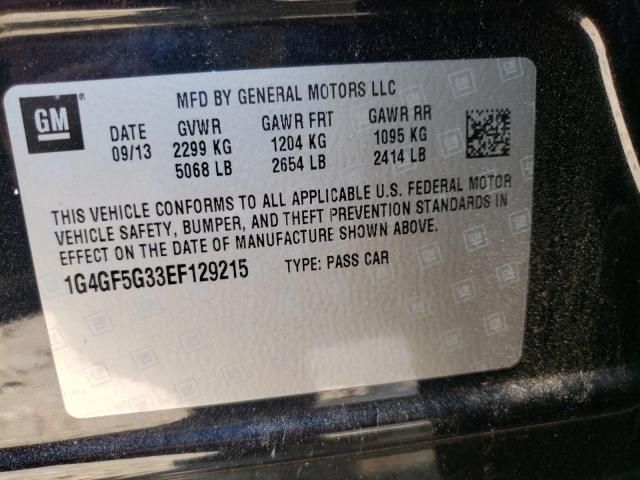 GM®
MFD BY GENERAL MOTORS LLC
DATE GVWR GAWR FRT GAWR RR
09/13 2299 KG 1204 KG 1095 KG
5068 LB 2654 LB 2414 LB
THIS VEHICLE CONFORMS TO ALL APPLICABLE U.S. FEDERAL MOTOR
VEHICLE SAFETY, BUMPER, AND THEFT PREVENTION STANDARDS IN
EFFECT ON THE DATE OF MANUFACTURE SHOWN ABOVE.
1G4GF5G33EF129215 TYPE: PASS CAR